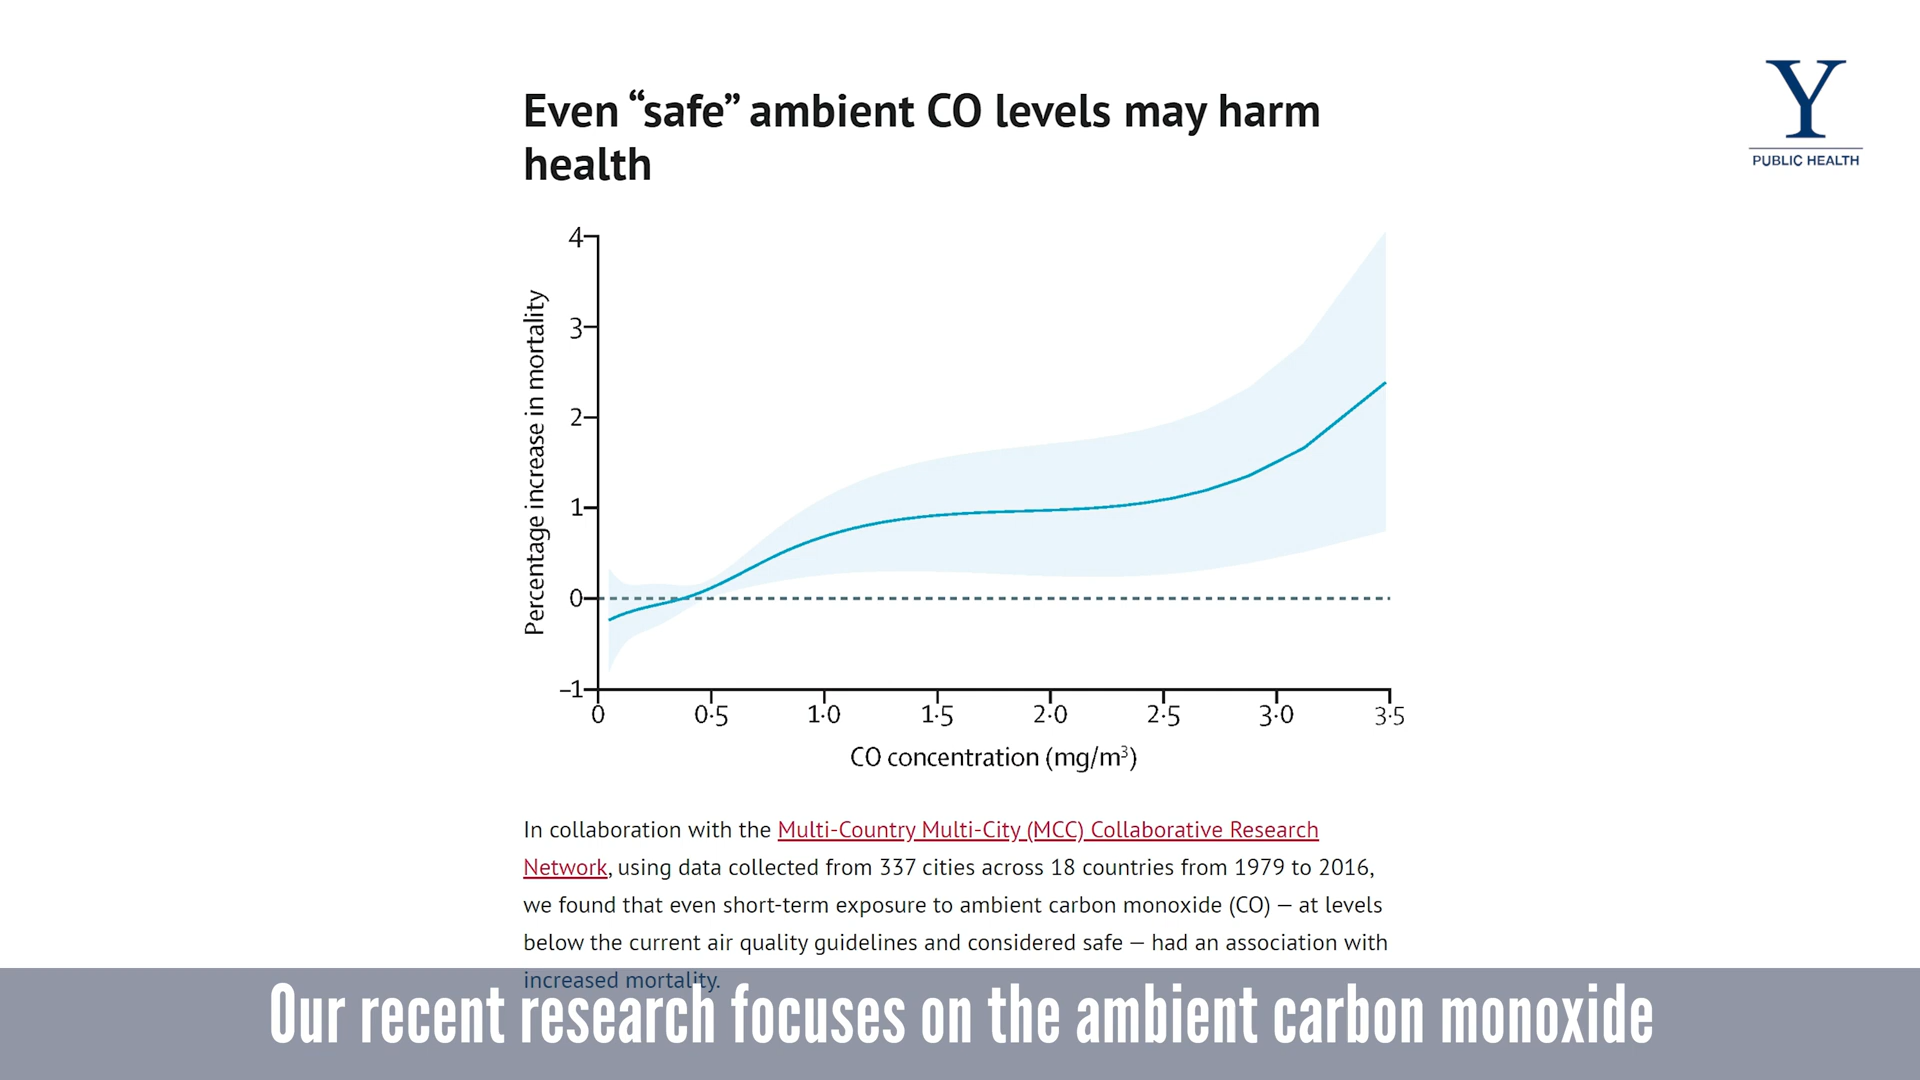 Even “safe” ambient CO levels may harm
health
Y
PUBLIC HEALTH
4
3
2
1
0
–1
Percentage increase in mortality
0 0·5 1·0 1·5 2·0 2·5 3·0 3·5
CO concentration (mg/m³)
In collaboration with the Multi-Country Multi-City (MCC) Collaborative Research
Network, using data collected from 337 cities across 18 countries from 1979 to 2016,
we found that even short-term exposure to ambient carbon monoxide (CO) — at levels
below the current air quality guidelines and considered safe — had an association with
increased mortality.
Our recent research focuses on the ambient carbon monoxide